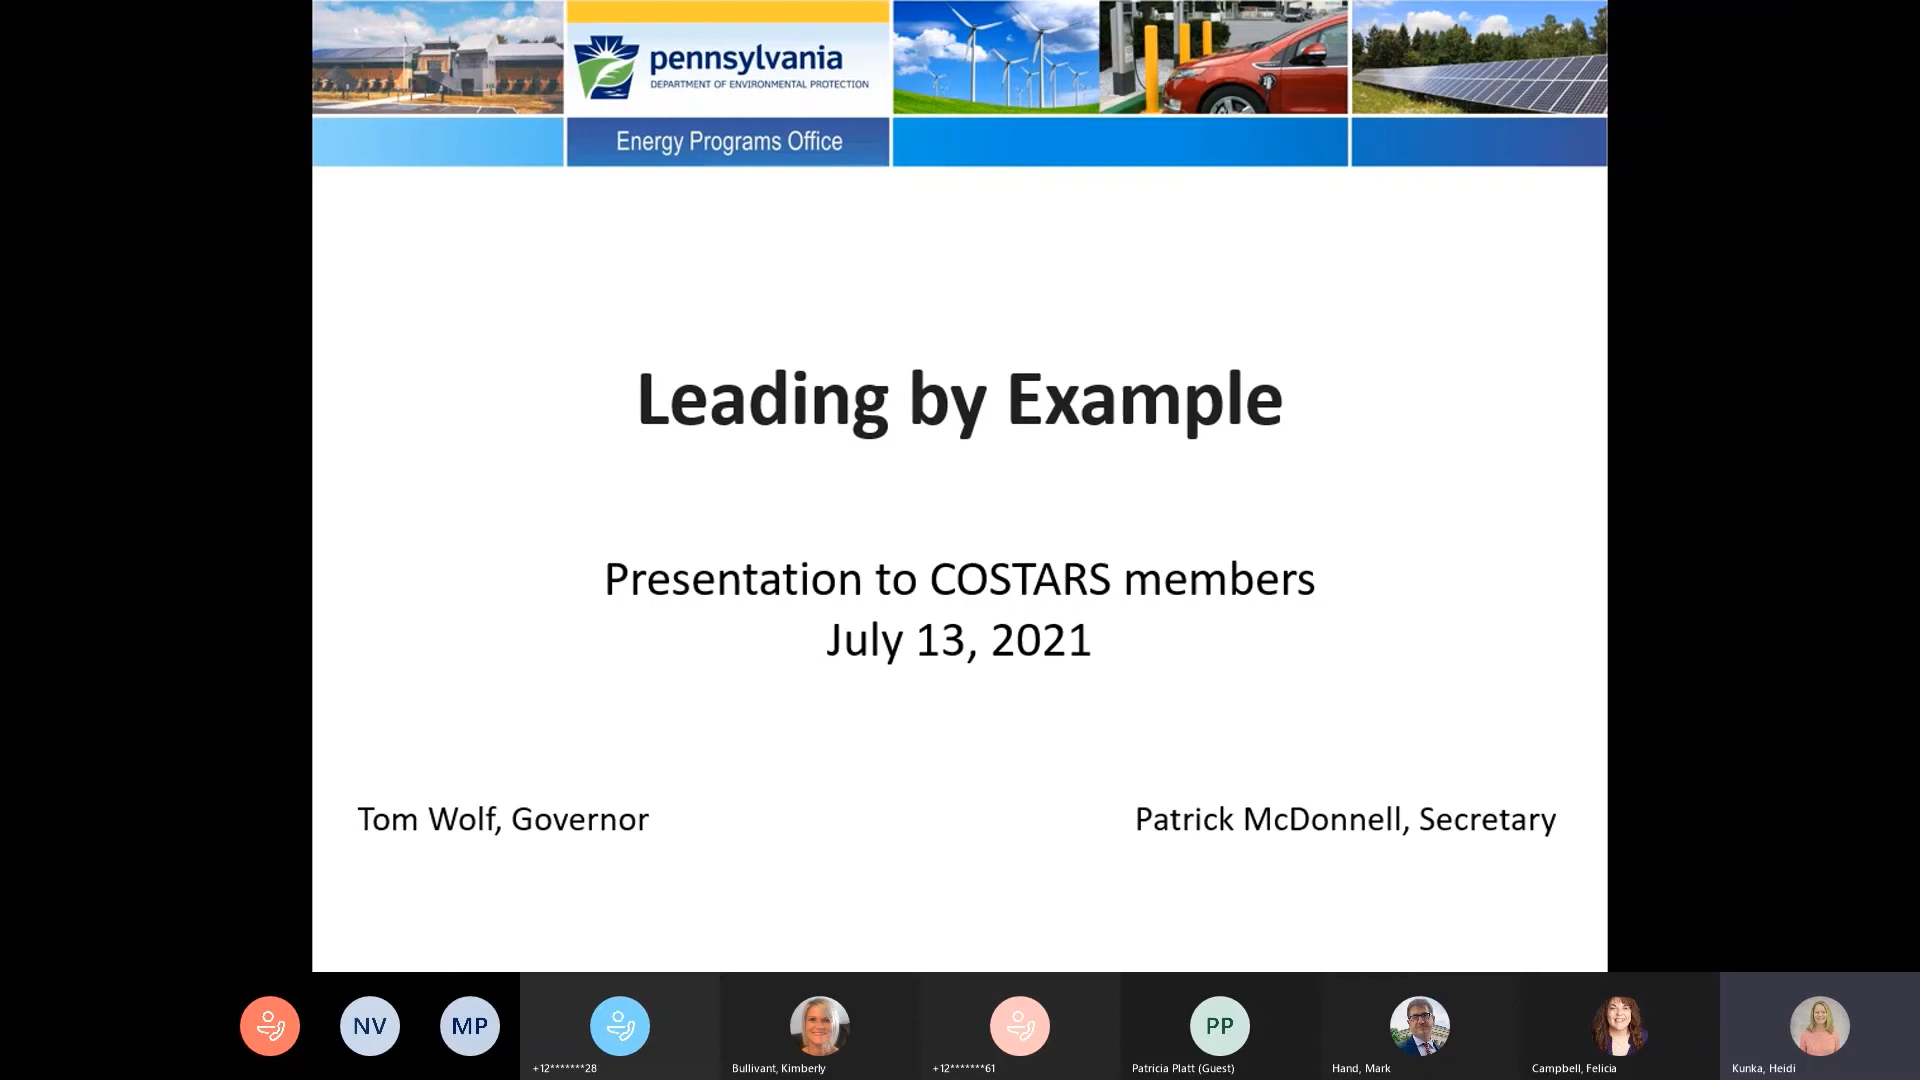 pennsylvania
DEPARTMENT OF ENVIRONMENTAL PROTECTION
Energy Programs Office
Leading by Example
Presentation to COSTARS members
July 13, 2021
Tom Wolf, Governor
Patrick McDonnell, Secretary
NV
MP
PP
+12*******28
Bullivant, Kimberly
+12*******61
Patricia Platt (Guest)
Hand, Mark
Campbell, Felicia
Kunka, Heidi